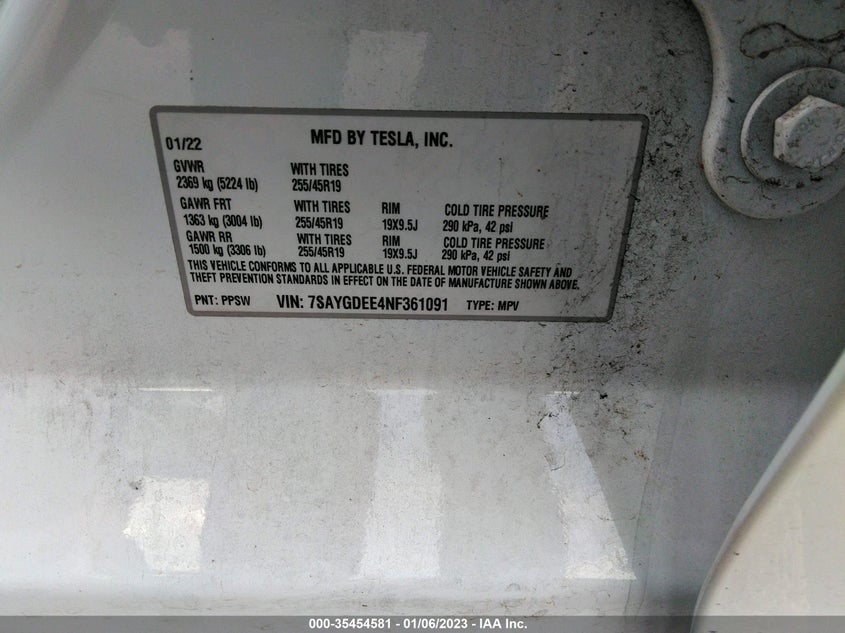 01/22 MFD BY TESLA, INC.
GVWR WITH TIRES
2369 kg (5224 lb) 255/45R19
GAWR FRT WITH TIRES RIM COLD TIRE PRESSURE
1363 kg (3004 lb) 255/45R19 19X9.5J 290 kPa, 42 psi
GAWR RR WITH TIRES RIM COLD TIRE PRESSURE
1500 kg (3306 lb) 255/45R19 19X9.5J 290 kPa, 42 psi
THIS VEHICLE CONFORMS TO ALL APPLICABLE U.S. FEDERAL MOTOR VEHICLE SAFETY AND
THEFT PREVENTION STANDARDS IN EFFECT ON THE DATE OF MANUFACTURE SHOWN ABOVE.
PNT: PPSW VIN: 7SAYGDEE4NF361091 TYPE: MPV
000-35454581 - 01/06/2023 - © IAA Inc.